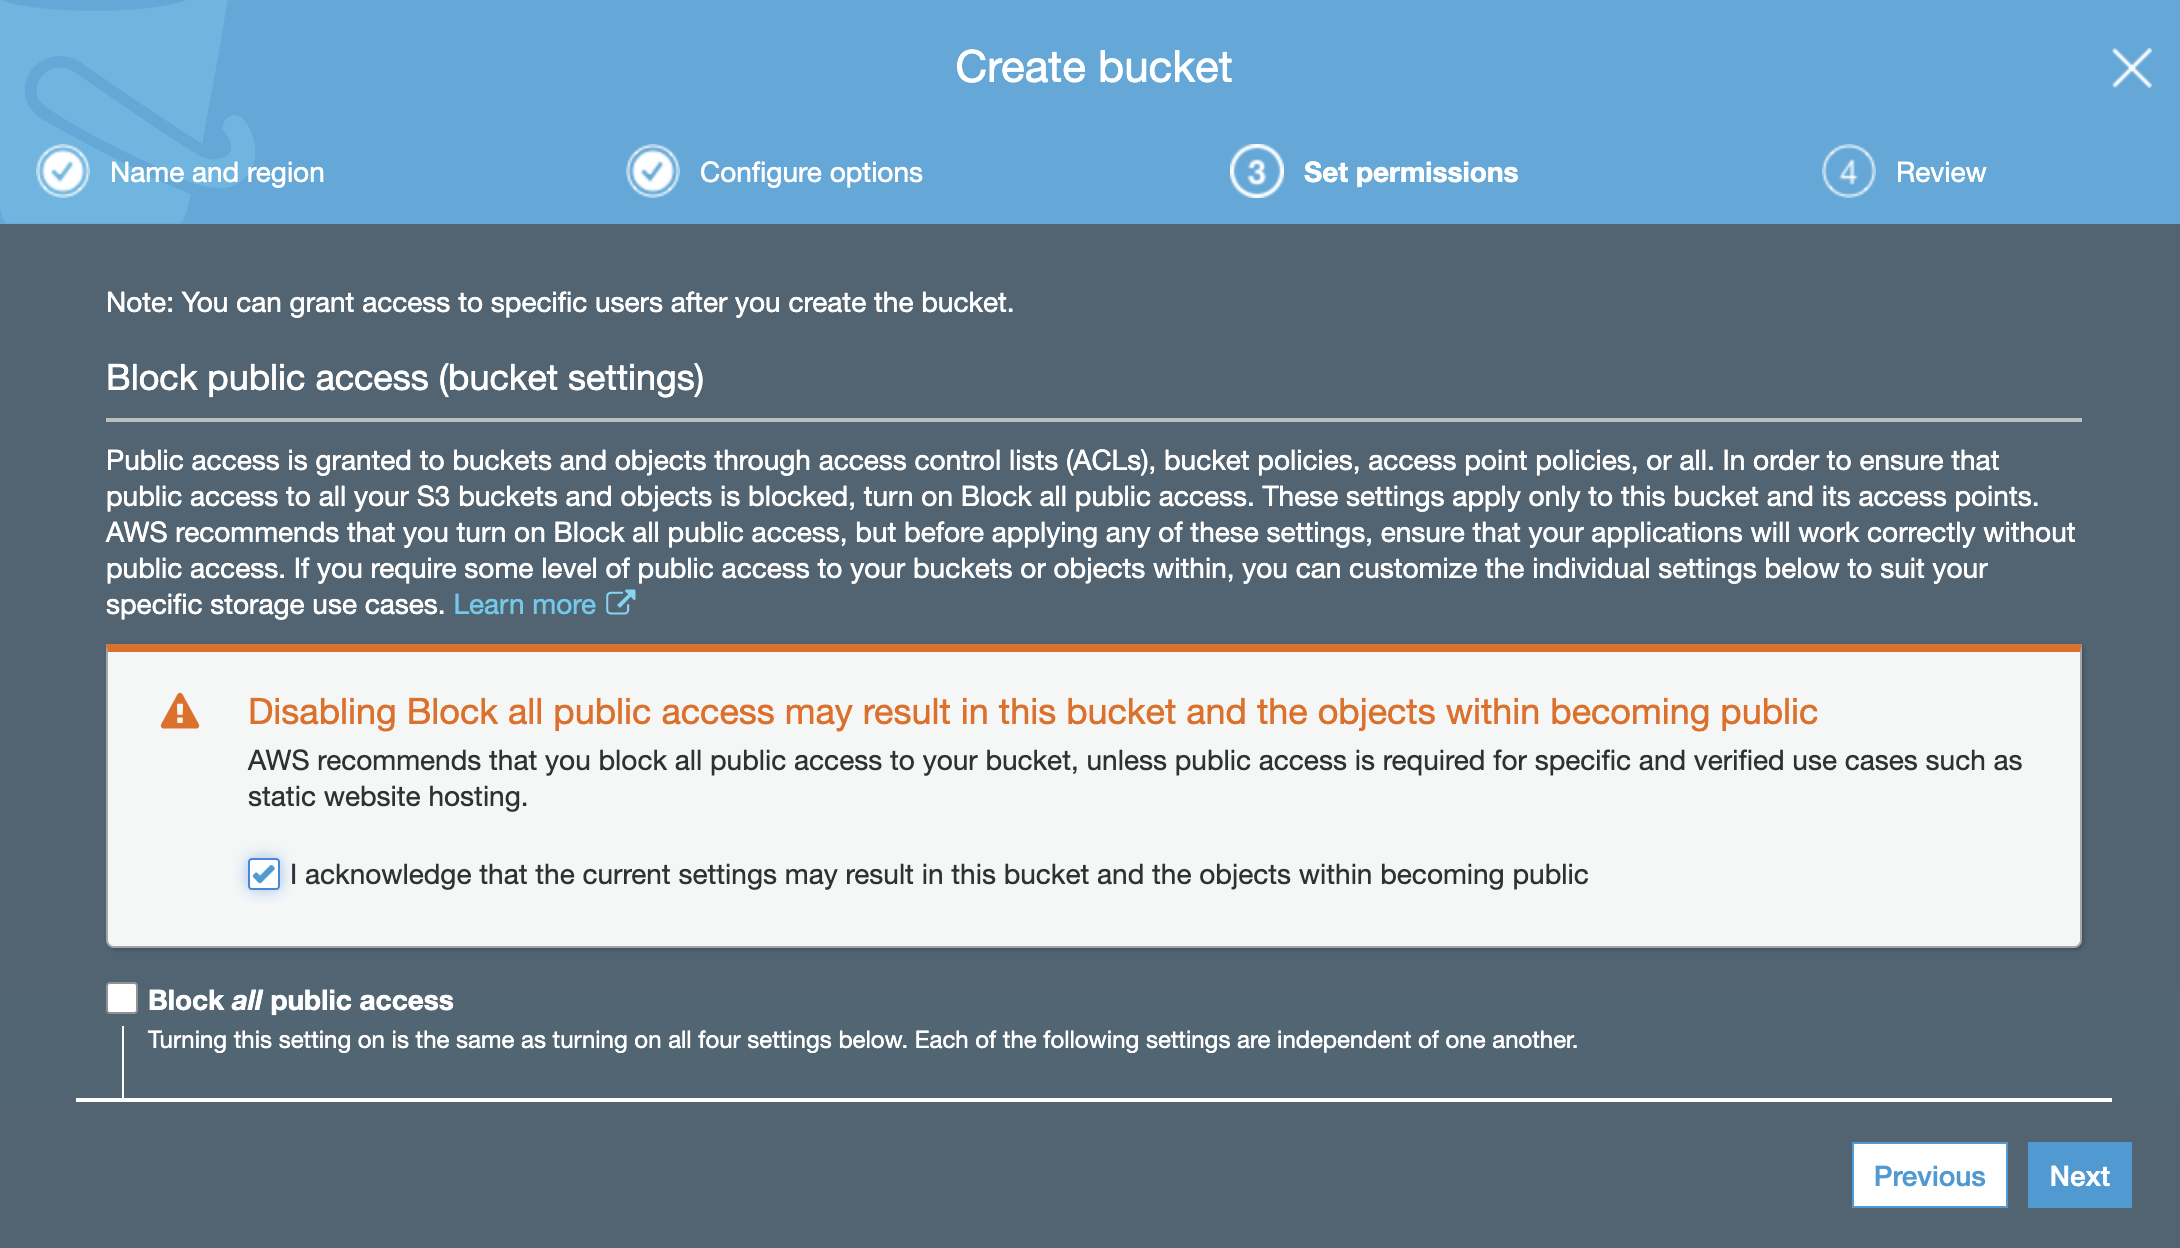 Create bucket
Name and region
Configure options
3 Set permissions
4 Review
Note: You can grant access to specific users after you create the bucket.
Block public access (bucket settings)
Public access is granted to buckets and objects through access control lists (ACLs), bucket policies, access point policies, or all. In order to ensure that
public access to all your S3 buckets and objects is blocked, turn on Block all public access. These settings apply only to this bucket and its access points.
AWS recommends that you turn on Block all public access, but before applying any of these settings, ensure that your applications will work correctly without
public access. If you require some level of public access to your buckets or objects within, you can customize the individual settings below to suit your
specific storage use cases. Learn more
Disabling Block all public access may result in this bucket and the objects within becoming public
AWS recommends that you block all public access to your bucket, unless public access is required for specific and verified use cases such as
static website hosting.
I acknowledge that the current settings may result in this bucket and the objects within becoming public
Block all public access
Turning this setting on is the same as turning on all four settings below. Each of the following settings are independent of one another.
Previous
Next